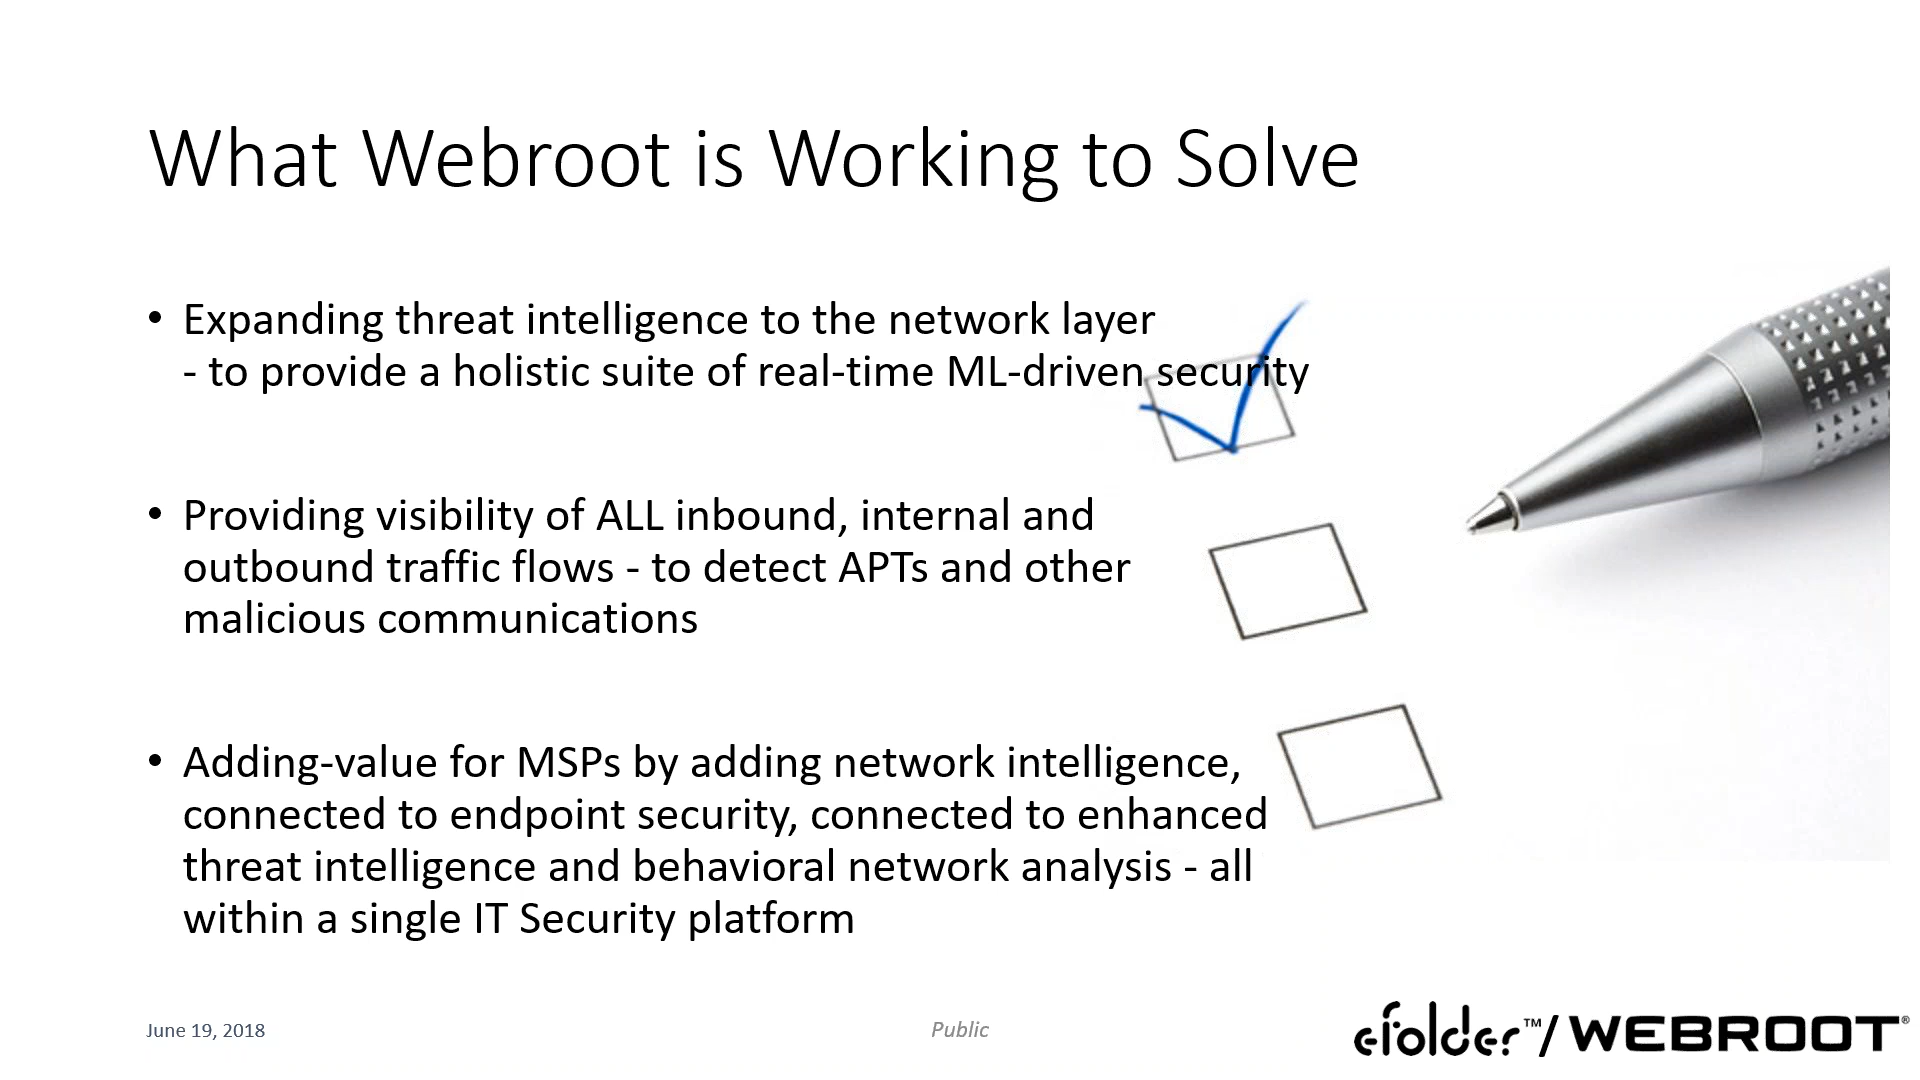 What Webroot is Working to Solve
• Expanding threat intelligence to the network layer
- to provide a holistic suite of real-time ML-driven security
• Providing visibility of ALL inbound, internal and
outbound traffic flows - to detect APTs and other
malicious communications
• Adding-value for MSPs by adding network intelligence,
connected to endpoint security, connected to enhanced
threat intelligence and behavioral network analysis - all
within a single IT Security platform
June 19, 2018
Public
efolder™/WEBROOT®